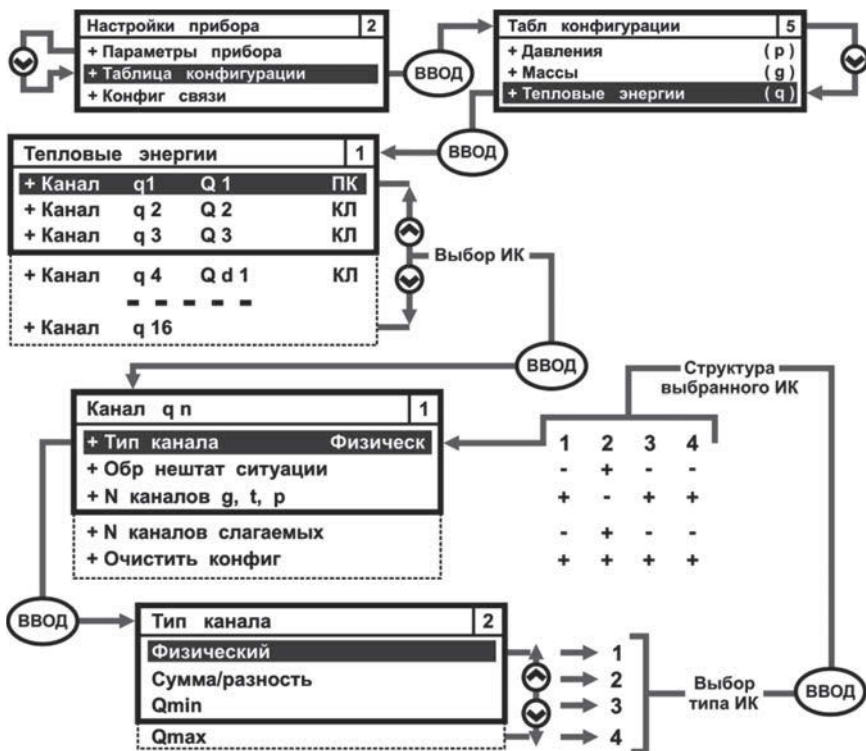 Настройки прибора 2
+ Параметры прибора
+ Таблица конфигурации
+ Конфиг связи
ВВОД
Табл конфигурации 5
+ Давления (p)
+ Массы (g)
+ Тепловые энергии (q)
ВВОД
Тепловые энергии 1
+ Канал q1 Q 1 ПК
+ Канал q 2 Q 2 КЛ
+ Канал q 3 Q 3 КЛ
+ Канал q 4 Q d 1 КЛ
- - - - -
+ Канал q 16
Выбор ИК
ВВОД
Структура
выбранного ИК
Канал q n 1
+ Тип канала Физическ
+ Обр нештат ситуации
+ N каналов g, t, p
+ N каналов слагаемых
+ Очистить конфиг
1 2 3 4
- + - -
+ - + +
- + - -
+ + + +
ВВОД
Тип канала 2
Физический
Сумма/разность
Qmin
Qmax
1
2
3
4
Выбор
типа ИК
ВВОД